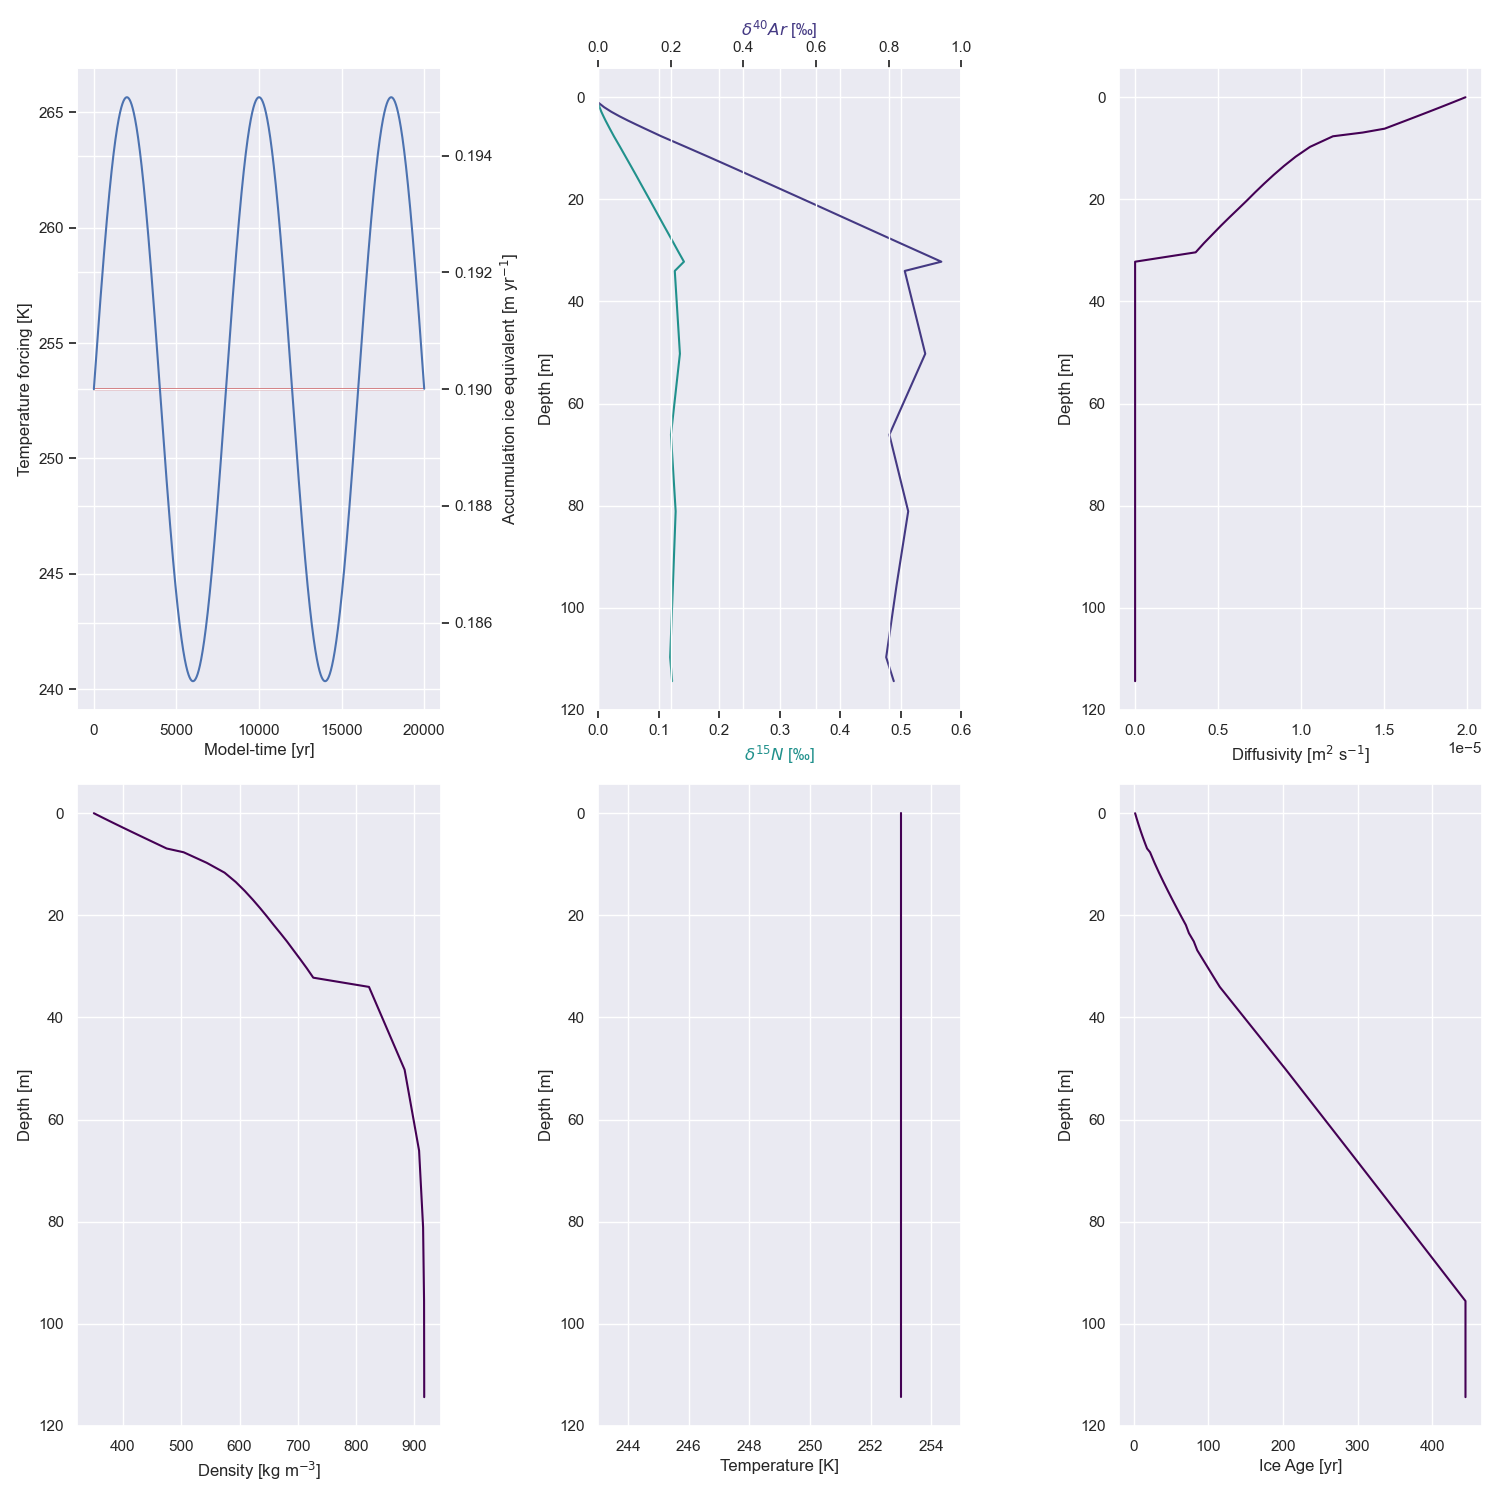 Temperature forcing [K]
265
260
255
250
245
240
0 5000 10000 15000 20000
Model-time [yr]
0.194
0.192
0.190
0.188
0.186
Accumulation ice equivalent [m yr⁻¹]
δ⁴⁰Ar [‰]
0.0 0.2 0.4 0.6 0.8 1.0
Depth [m]
0
20
40
60
80
100
120
0.0 0.1 0.2 0.3 0.4 0.5 0.6
δ¹⁵N [‰]
Depth [m]
0
20
40
60
80
100
120
0.0 0.5 1.0 1.5 2.0
1e−5
Diffusivity [m² s⁻¹]
Depth [m]
0
20
40
60
80
100
120
400 500 600 700 800 900
Density [kg m⁻³]
Depth [m]
0
20
40
60
80
100
120
244 246 248 250 252 254
Temperature [K]
Depth [m]
0
20
40
60
80
100
120
0 100 200 300 400
Ice Age [yr]